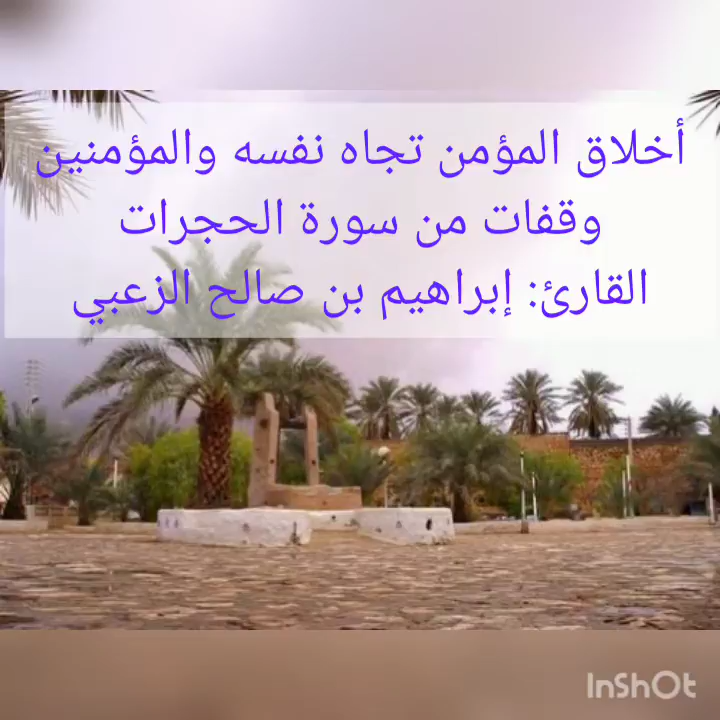 أخلاق المؤمن تجاه نفسه والمؤمنين
وقفات من سورة الحجرات
القارئ: إبراهيم بن صالح الزعبي
InShOt